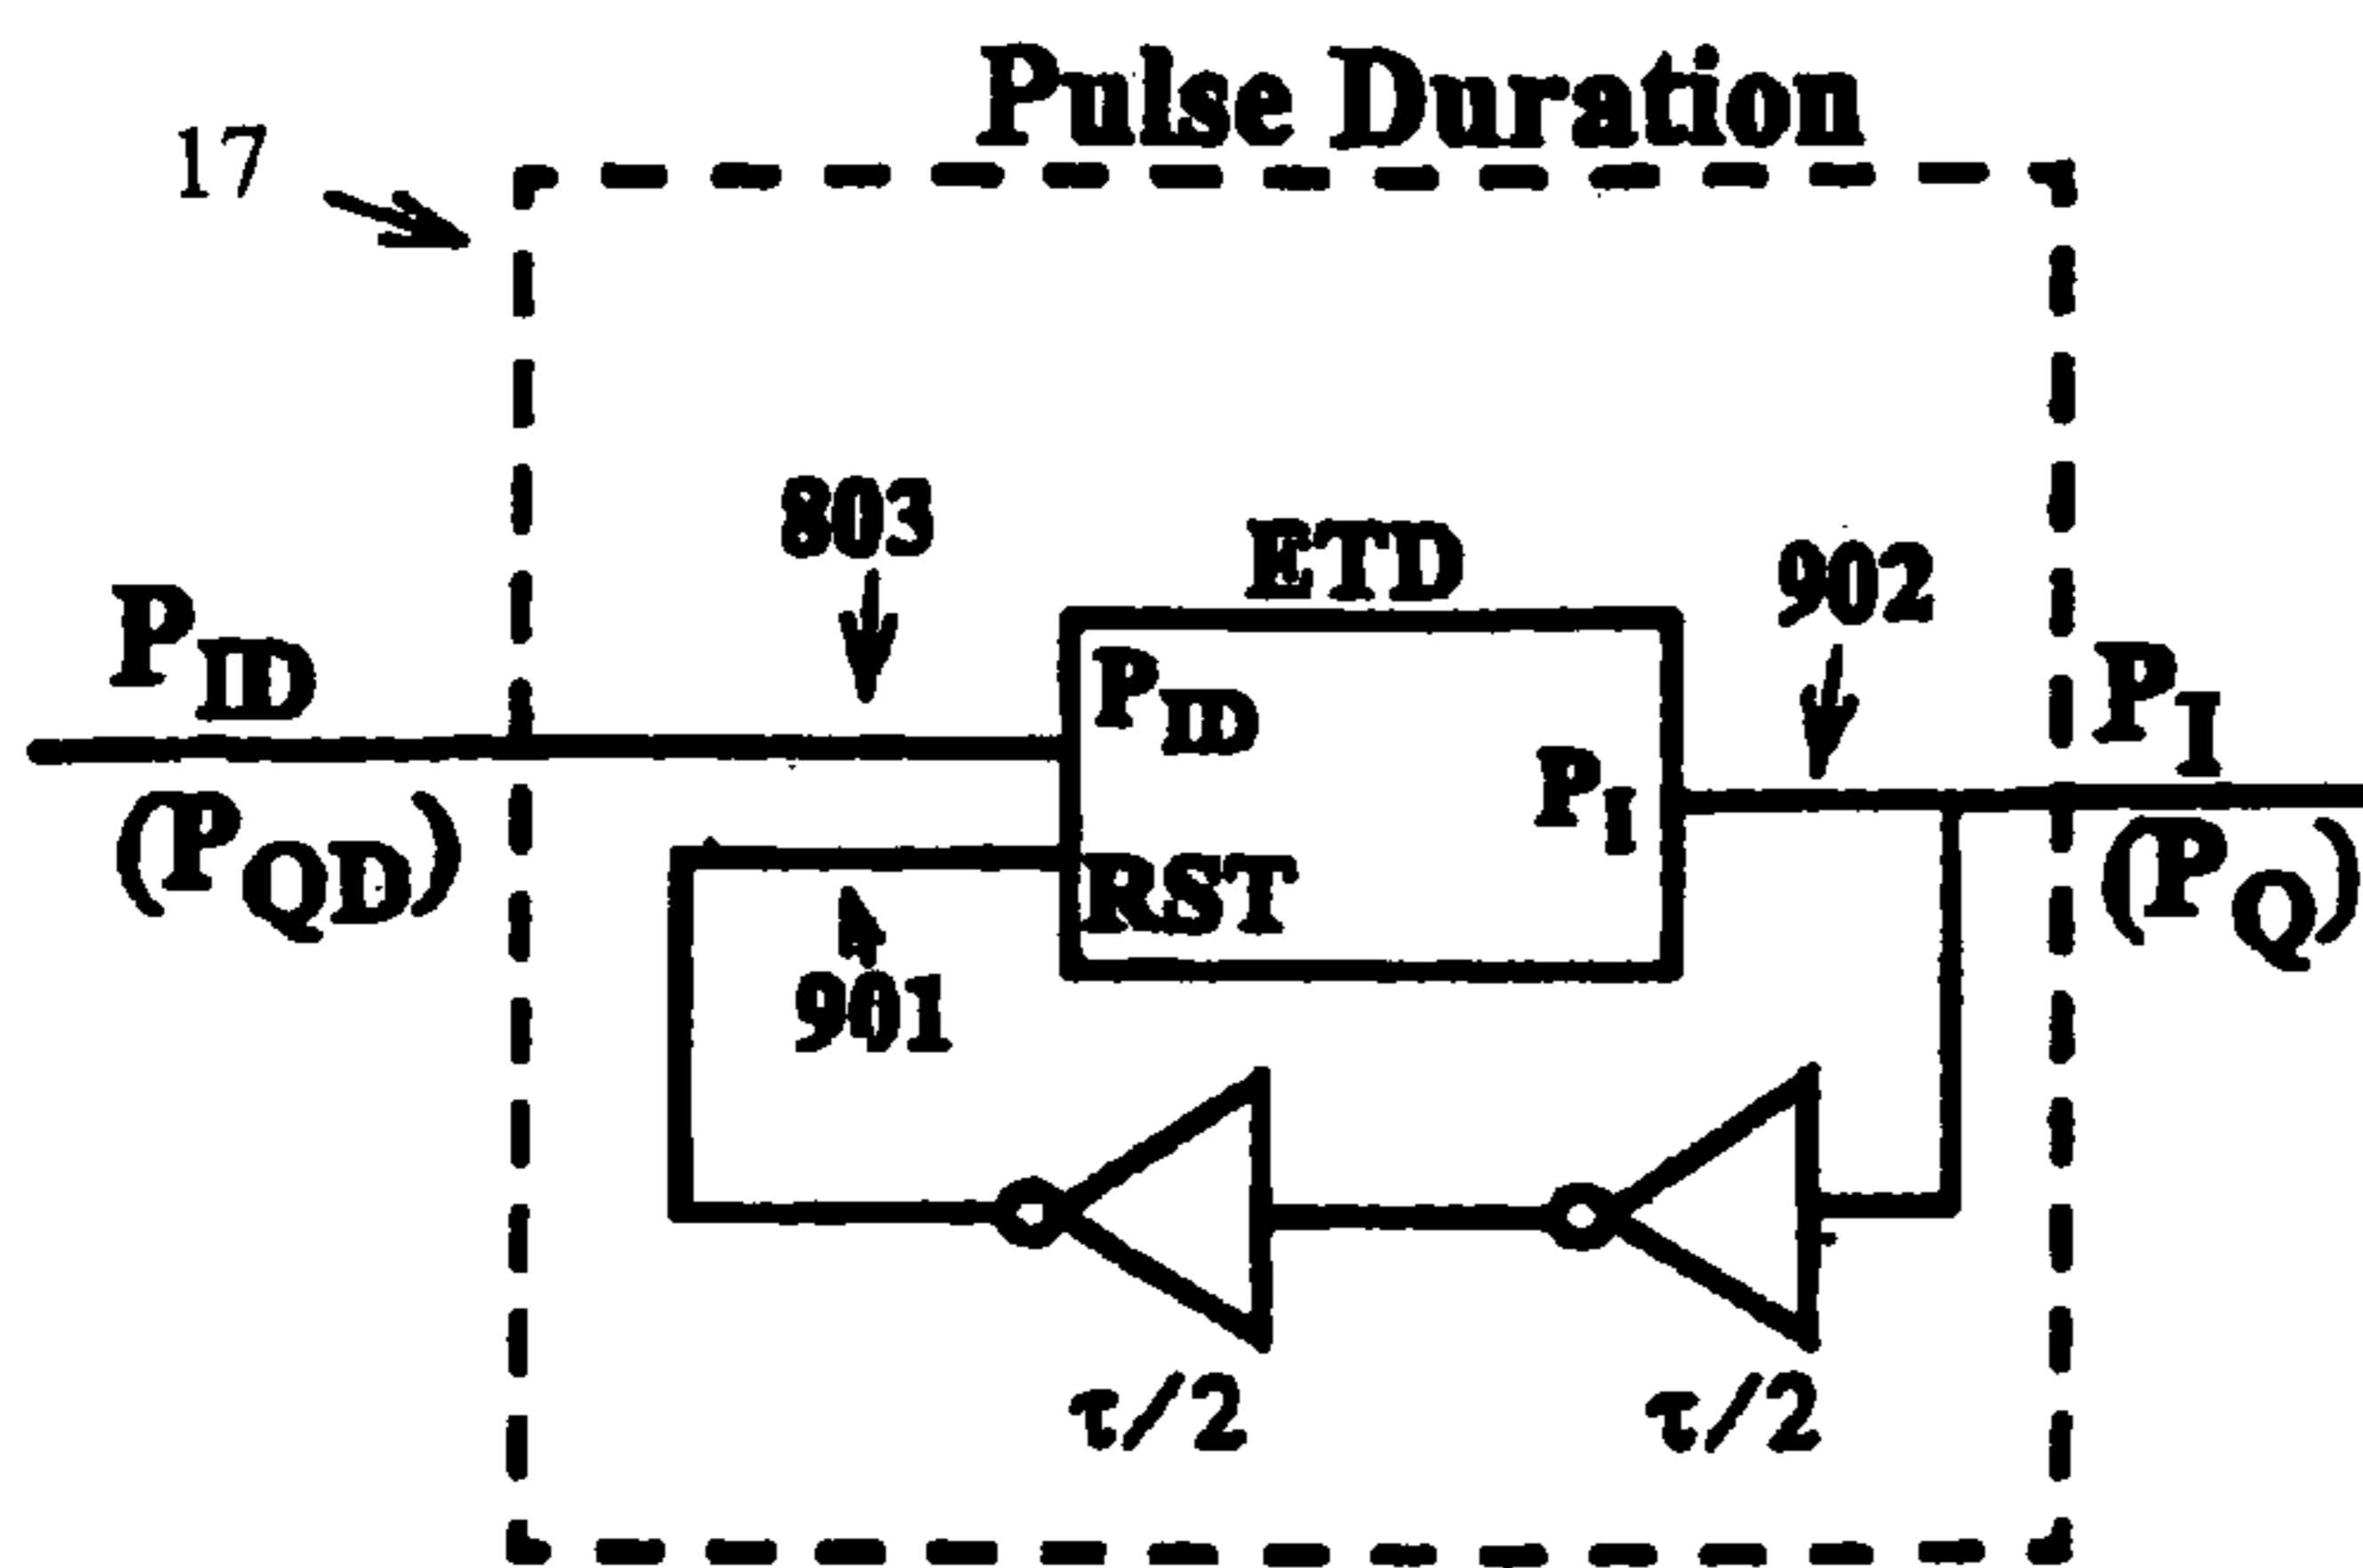 Pulse Duration
17
803
ETD
902
P_ID
P_ID
P_I
P_I
(P_QD)
RST
(P_Q)
901
τ/2
τ/2